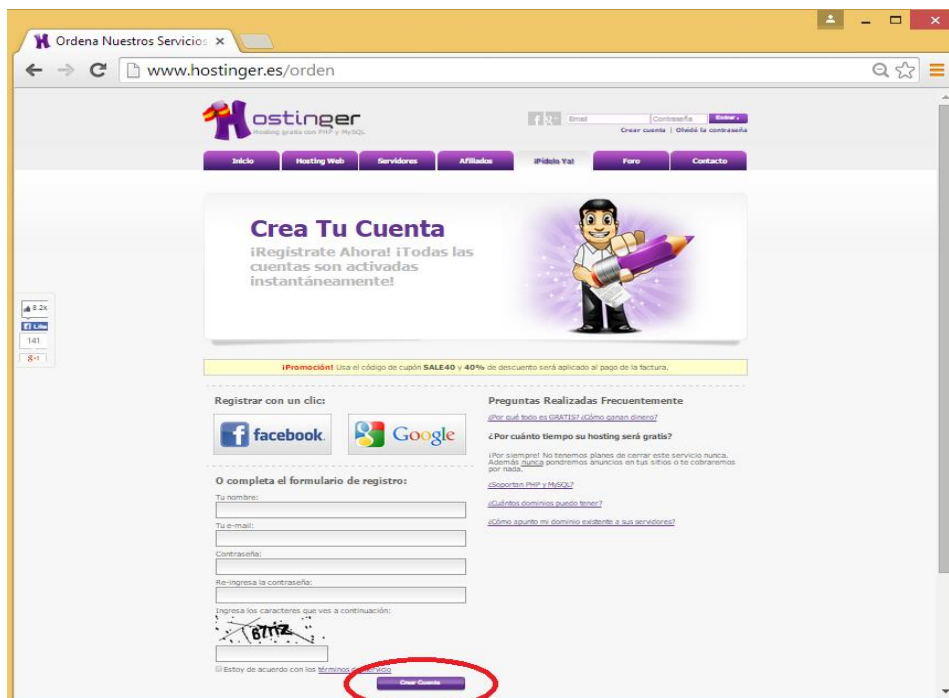 Ordena Nuestros Servicios
www.hostinger.es/orden
Hostinger
Hosting gratis con PHP y MySQL
Email
Contraseña
Entrar
Crear cuenta | Olvidé la contraseña
Inicio
Hosting Web
Servidores
Afiliados
¡Pídelo Ya!
Foro
Contacto
Crea Tu Cuenta
¡Regístrate Ahora! ¡Todas las
cuentas son activadas
instantáneamente!
8.2k
Like
141
g+1
¡Promoción! Usa el código de cupón SALE40 y 40% de descuento será aplicado al pago de la factura.
Registrar con un clic:
facebook.
Google
O completa el formulario de registro:
Tu nombre:
Tu e-mail:
Contraseña:
Re-ingresa la contraseña:
Ingresa los caracteres que ves a continuación:
Estoy de acuerdo con los términos de servicio
Crear Cuenta
Preguntas Realizadas Frecuentemente
¿Por qué todo es GRATIS? ¿Cómo ganan dinero?
¿Por cuánto tiempo su hosting será gratis?
¡Por siempre! No tenemos planes de cerrar este servicio nunca.
Además nunca pondremos anuncios en tus sitios o te cobraremos
por nada.
¿Soportan PHP y MySQL?
¿Cuántos dominios puedo tener?
¿Cómo apunto mi dominio existente a sus servidores?